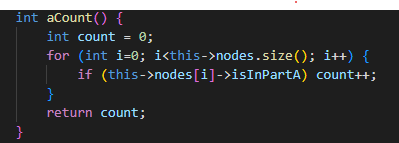 int aCount() {
    int count = 0;
    for (int i=0; i<this->nodes.size(); i++) {
        if (this->nodes[i]->isInPartA) count++;
    }
    return count;
}